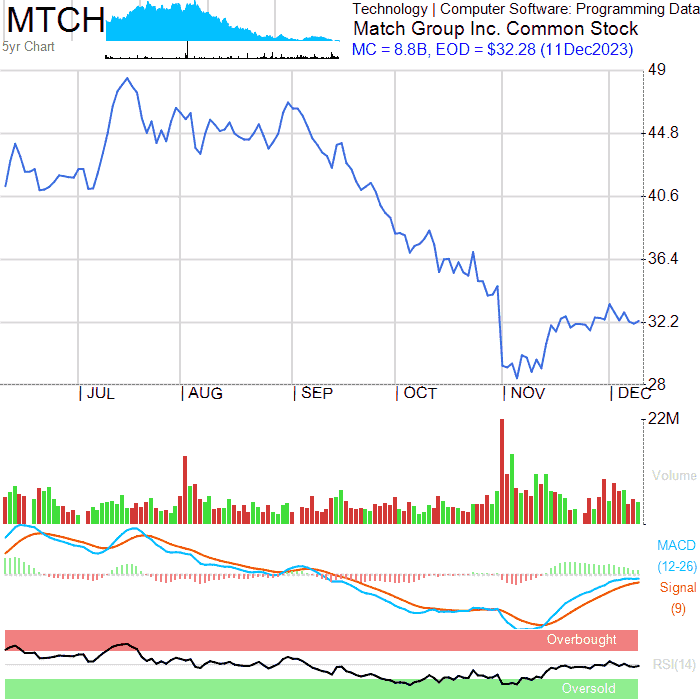 MTCH
5yr Chart
Technology | Computer Software: Programming Data
Match Group Inc. Common Stock
MC = 8.8B, EOD = $32.28 (11Dec2023)
49
44.8
40.6
36.4
32.2
28
JUL AUG SEP OCT NOV DEC
22M
Volume
MACD
(12-26)
Signal
(9)
Overbought
RSI(14)
Oversold